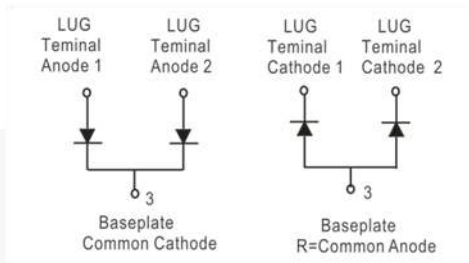 LUG
Teminal
Anode 1
LUG
Teminal
Anode 2
LUG
Teminal
Cathode 1
LUG
Teminal
Cathode 2
3
Baseplate
Common Cathode
3
Baseplate
R=Common Anode